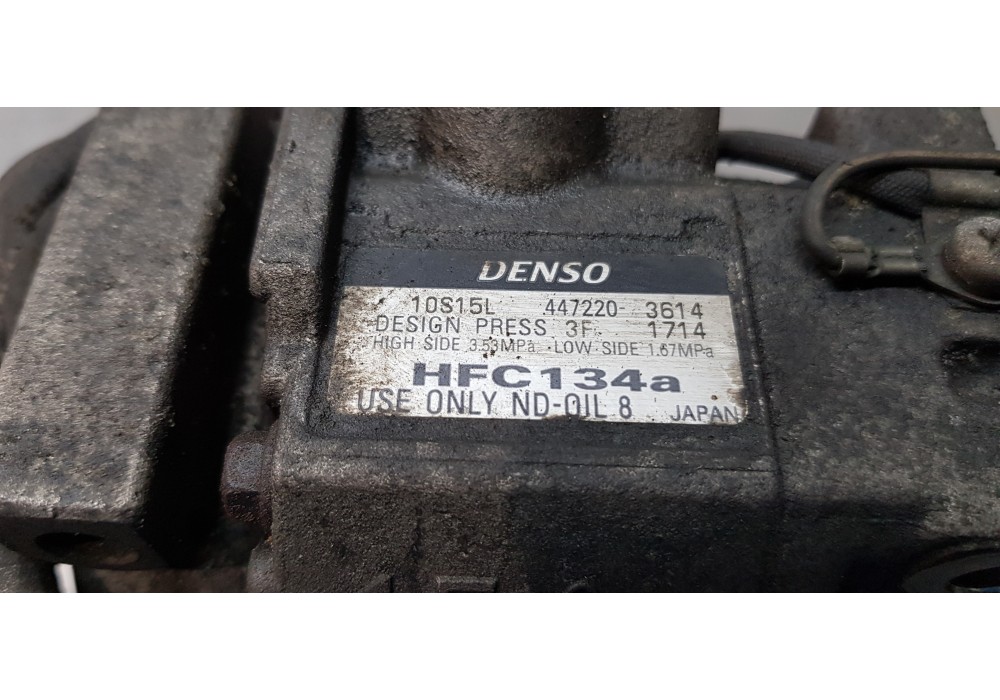 DENSO
10S15L 447220- 3614
DESIGN PRESS 3F 1714
HIGH SIDE 3.53MPa LOW SIDE 1.67MPa
HFC134a
USE ONLY ND-OIL 8 JAPAN